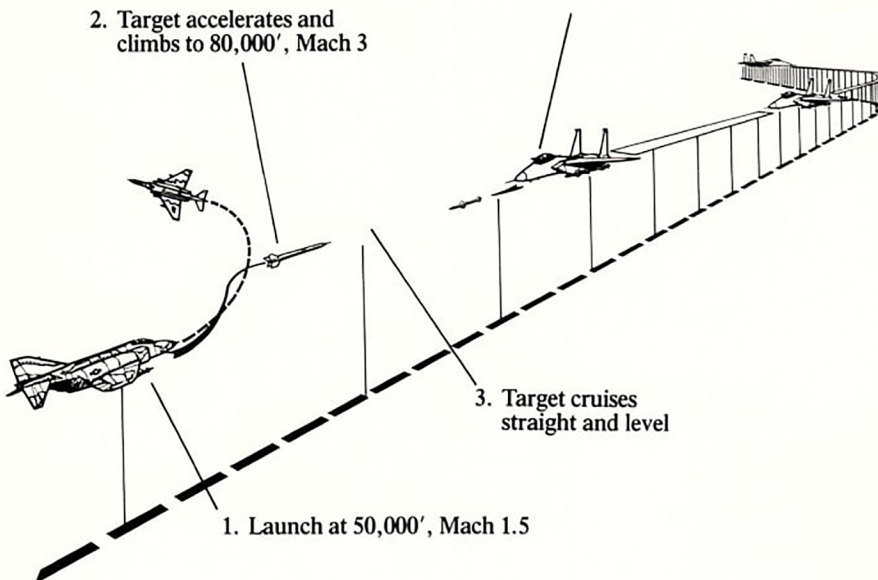 2. Target accelerates and
climbs to 80,000′, Mach 3
3. Target cruises
straight and level
1. Launch at 50,000′, Mach 1.5